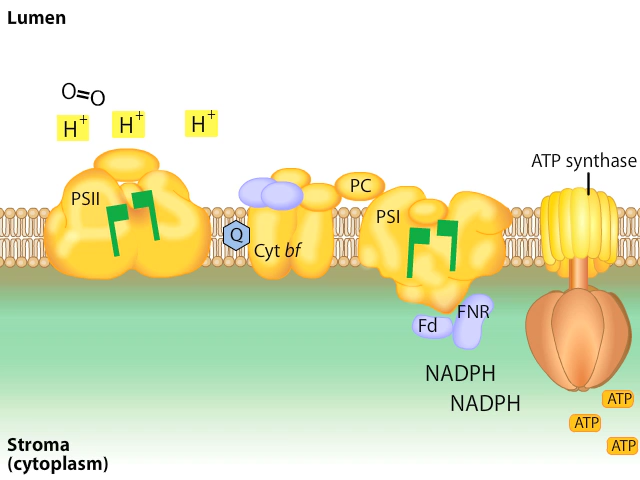 Lumen
O=O
H+
H+
H+
ATP synthase
PSII
PC
PSI
Q
Cyt bf
Fd
FNR
NADPH
NADPH
ATP
ATP
ATP
Stroma
(cytoplasm)